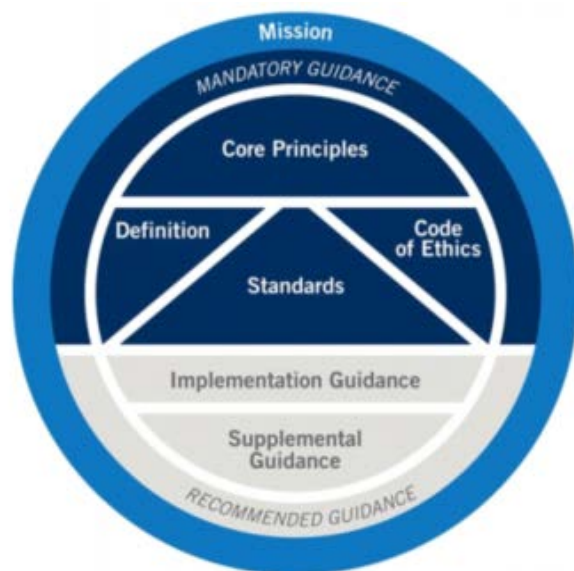 Mission
MANDATORY GUIDANCE
Core Principles
Definition
Code
of Ethics
Standards
Implementation Guidance
Supplemental
Guidance
RECOMMENDED GUIDANCE